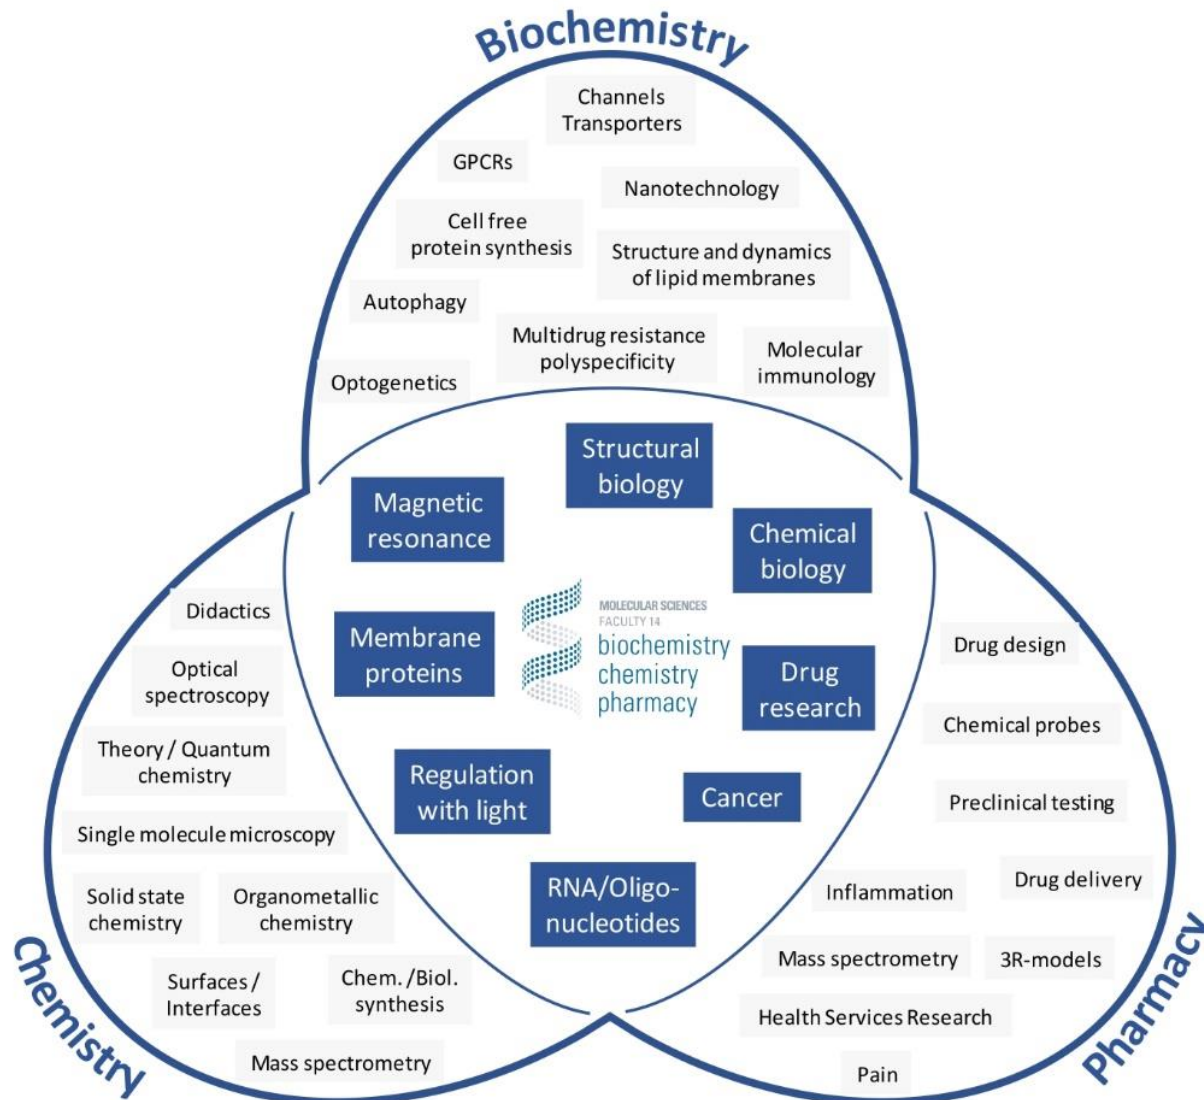 Biochemistry
Channels
Transporters
GPCRs
Nanotechnology
Cell free
protein synthesis
Structure and dynamics
of lipid membranes
Autophagy
Multidrug resistance
polyspecificity
Molecular
immunology
Optogenetics
Structural
biology
Magnetic
resonance
Chemical
biology
MOLECULAR SCIENCES
FACULTY 14
biochemistry
chemistry
pharmacy
Membrane
proteins
Drug
research
Regulation
with light
Cancer
RNA/Oligo-
nucleotides
Didactics
Optical
spectroscopy
Theory / Quantum
chemistry
Single molecule microscopy
Solid state
chemistry
Organometallic
chemistry
Surfaces /
Interfaces
Chem. /Biol.
synthesis
Mass spectrometry
Chemistry
Drug design
Chemical probes
Preclinical testing
Drug delivery
Inflammation
Mass spectrometry
3R-models
Health Services Research
Pain
Pharmacy